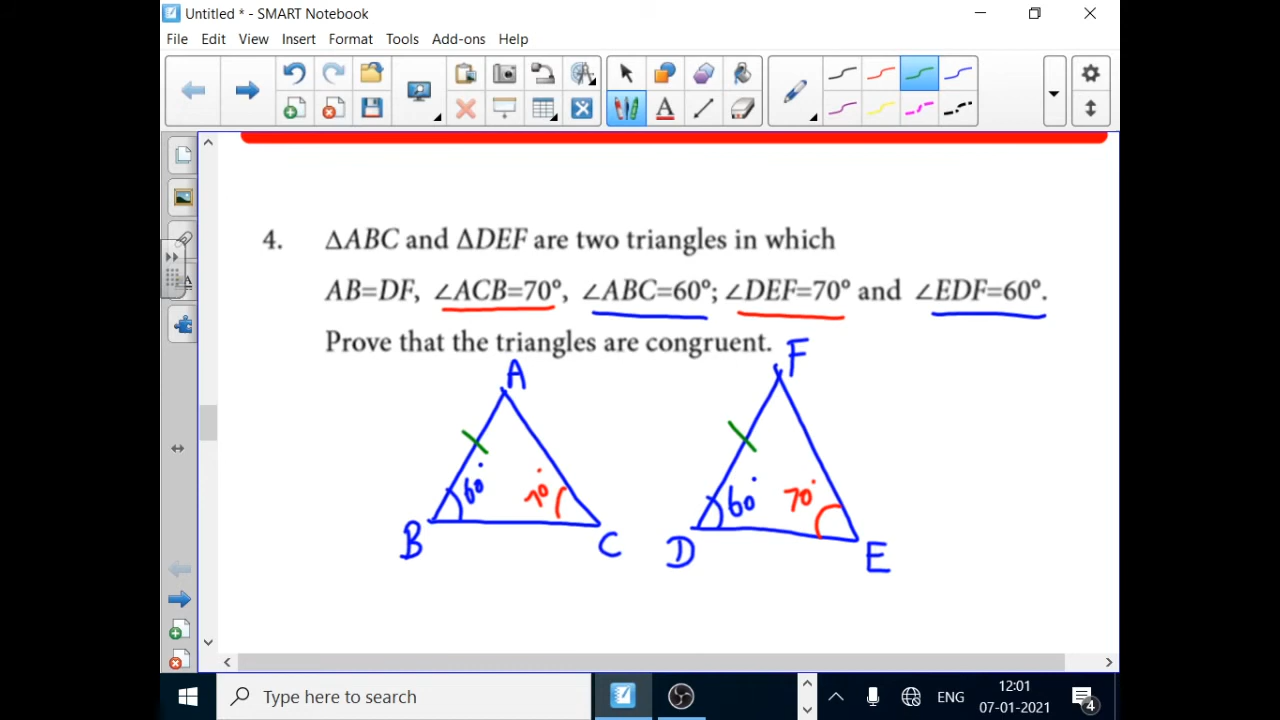 Untitled * - SMART Notebook
File Edit View Insert Format Tools Add-ons Help
4. ΔABC and ΔDEF are two triangles in which
AB=DF, ∠ACB=70°, ∠ABC=60°; ∠DEF=70° and ∠EDF=60°.
Prove that the triangles are congruent.
A F
60° 70° 60° 70°
B C D E
Type here to search
ENG
12:01
07-01-2021
4